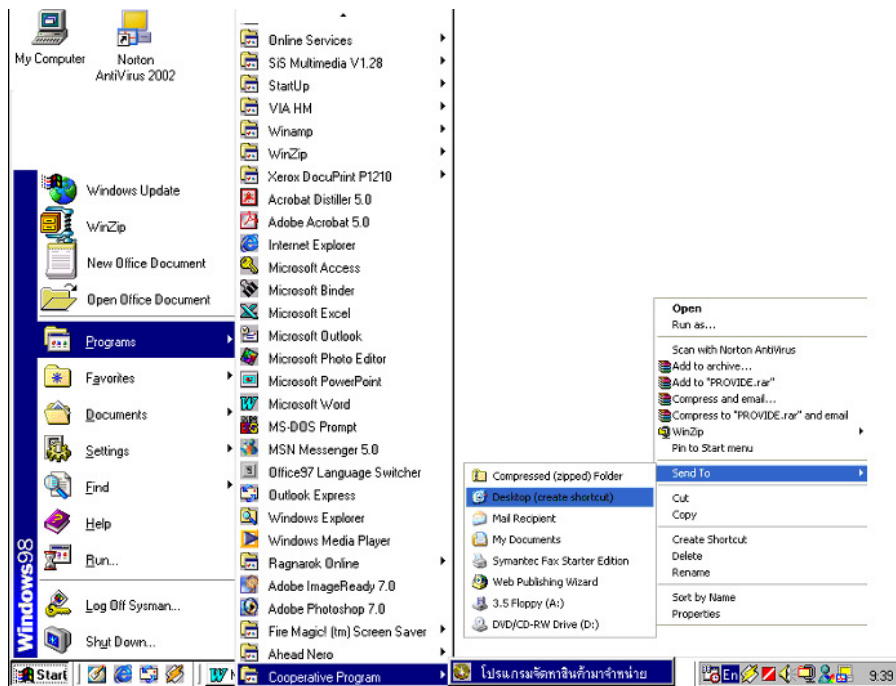 My Computer
Norton
AntiVirus 2002
Windows Update
WinZip
New Office Document
Open Office Document
Programs
Favorites
Documents
Settings
Find
Help
Run...
Log Off Sysman...
Shut Down...
Windows98
Start
Online Services
SiS Multimedia V1.28
StartUp
VIA HM
Winamp
WinZip
Xerox DocuPrint P1210
Acrobat Distiller 5.0
Adobe Acrobat 5.0
Internet Explorer
Microsoft Access
Microsoft Binder
Microsoft Excel
Microsoft Outlook
Microsoft Photo Editor
Microsoft PowerPoint
Microsoft Word
MS-DOS Prompt
MSN Messenger 5.0
Office97 Language Switcher
Outlook Express
Windows Explorer
Windows Media Player
Ragnarok Online
Adobe ImageReady 7.0
Adobe Photoshop 7.0
Fire Magic! (tm) Screen Saver
Ahead Nero
Cooperative Program
โปรแกรมจัดหาสินค้ามาจำหน่าย
Compressed (zipped) Folder
Desktop (create shortcut)
Mail Recipient
My Documents
Symantec Fax Starter Edition
Web Publishing Wizard
3.5 Floppy (A:)
DVD/CD-RW Drive (D:)
Open
Run as...
Scan with Norton AntiVirus
Add to archive...
Add to "PROVIDE.rar"
Compress and email...
Compress to "PROVIDE.rar" and email
WinZip
Pin to Start menu
Send To
Cut
Copy
Create Shortcut
Delete
Rename
Sort by Name
Properties
En